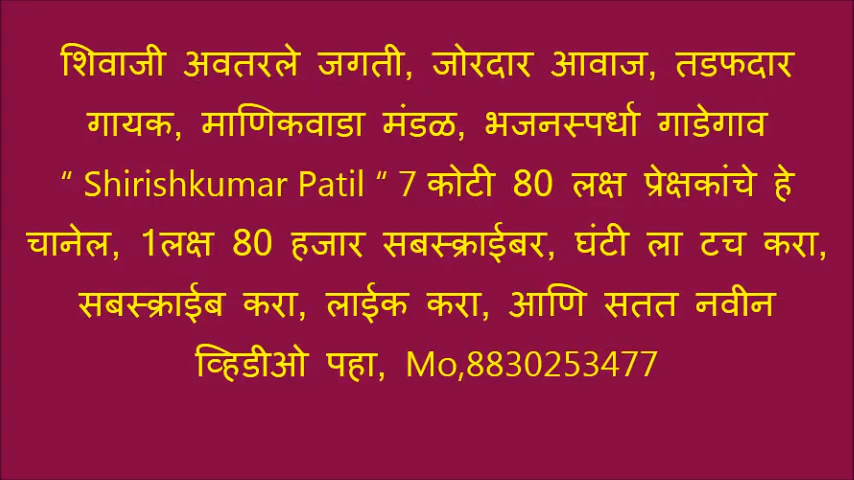 शिवाजी अवतरले जगती, जोरदार आवाज, तडफदार
गायक, माणिकवाडा मंडळ, भजनस्पर्धा गाडेगाव
“ Shirishkumar Patil “ 7 कोटी 80 लक्ष प्रेक्षकांचे हे
चानेल, 1लक्ष 80 हजार सबस्क्राईबर, घंटी ला टच करा,
सबस्क्राईब करा, लाईक करा, आणि सतत नवीन
व्हिडीओ पहा, Mo,8830253477